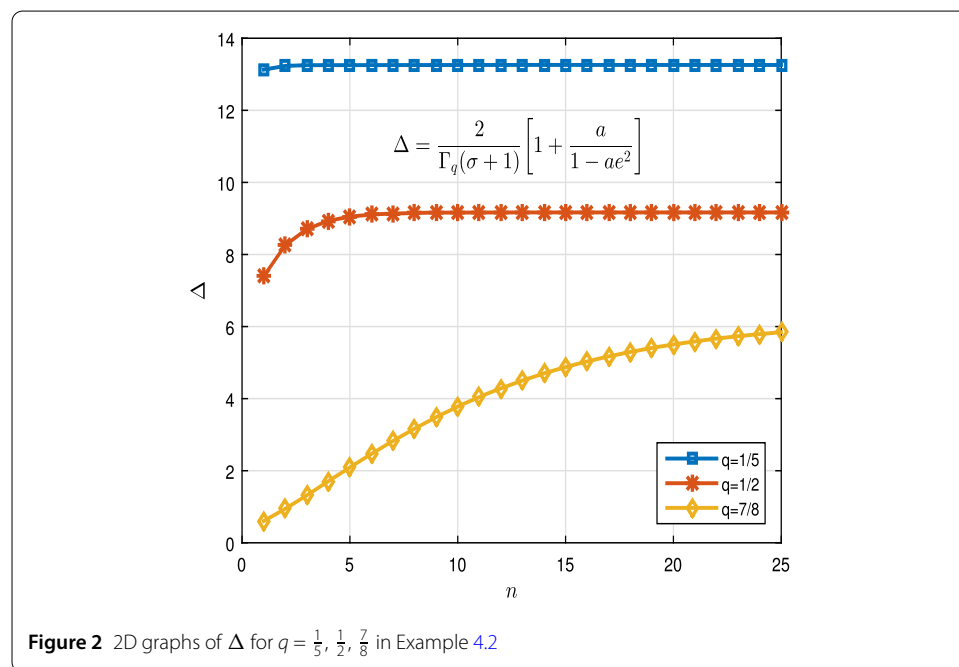 14
12
10
8
6
4
2
0
Δ
Δ = 2/Γq(σ + 1) [1 + a/(1 − ae²)]
q=1/5
q=1/2
q=7/8
0 5 10 15 20 25
n
Figure 2 2D graphs of Δ for q = 1/5, 1/2, 7/8 in Example 4.2